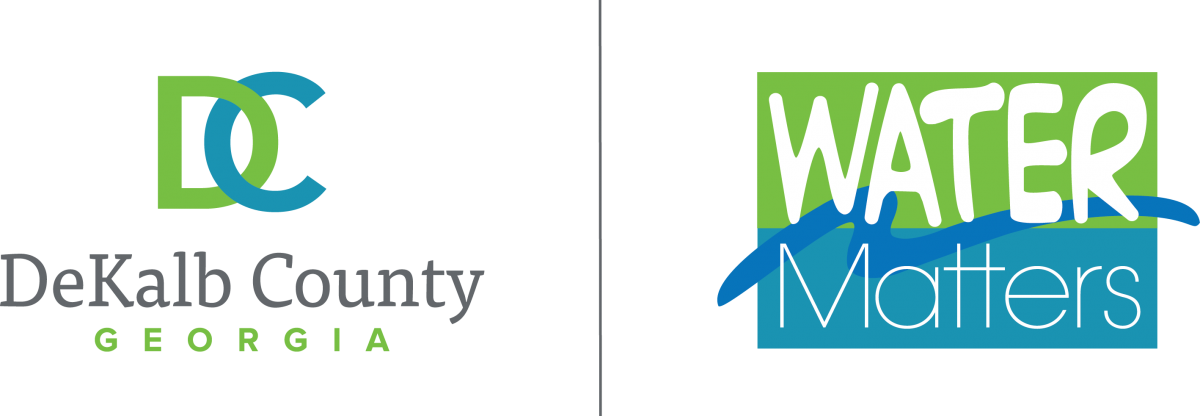 DC
DeKalb County
GEORGIA
WATER
Matters